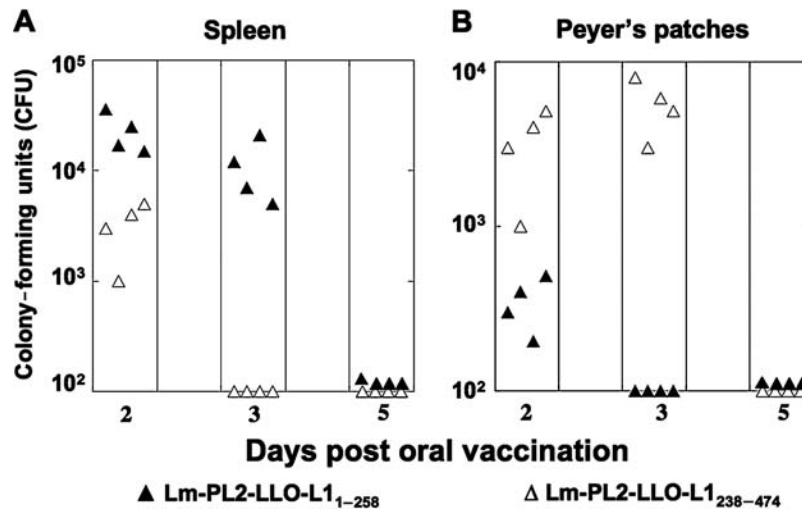 A Spleen
B Peyer's patches
Colony-forming units (CFU)
10⁵
10⁴
10³
10²
10⁴
10³
10²
2 3 5
2 3 5
Days post oral vaccination
▲ Lm-PL2-LLO-L1₁₋₂₅₈
△ Lm-PL2-LLO-L1₂₃₈₋₄₇₄